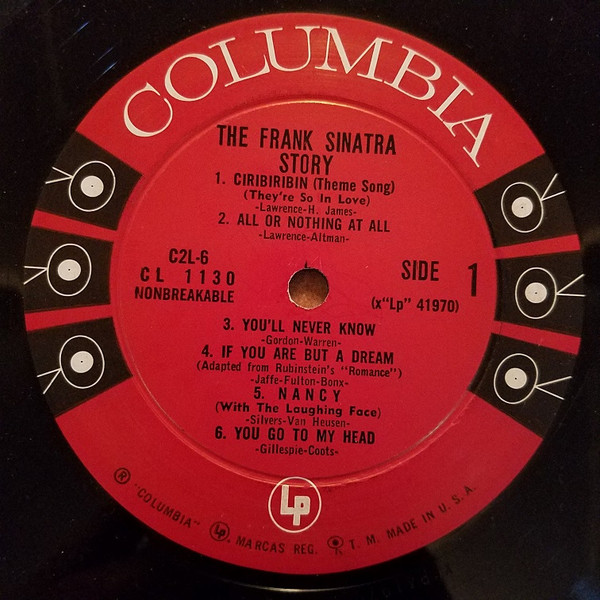 COLUMBIA
THE FRANK SINATRA
STORY
1. CIRIBIRIBIN (Theme Song)
(They're So In Love)
-Lawrence-H. James-
2. ALL OR NOTHING AT ALL
-Lawrence-Altman-
C2L-6
CL 1130
NONBREAKABLE
SIDE 1
(x"Lp" 41970)
3. YOU'LL NEVER KNOW
-Gordon-Warren-
4. IF YOU ARE BUT A DREAM
(Adapted from Rubinstein's "Romance")
-Jaffe-Fulton-Bonx-
5. NANCY
(With The Laughing Face)
-Silvers-Van Heusen-
6. YOU GO TO MY HEAD
-Gillespie-Coots-
Lp
® "COLUMBIA" Lp, MARCAS REG. T. M. MADE IN U.S.A.